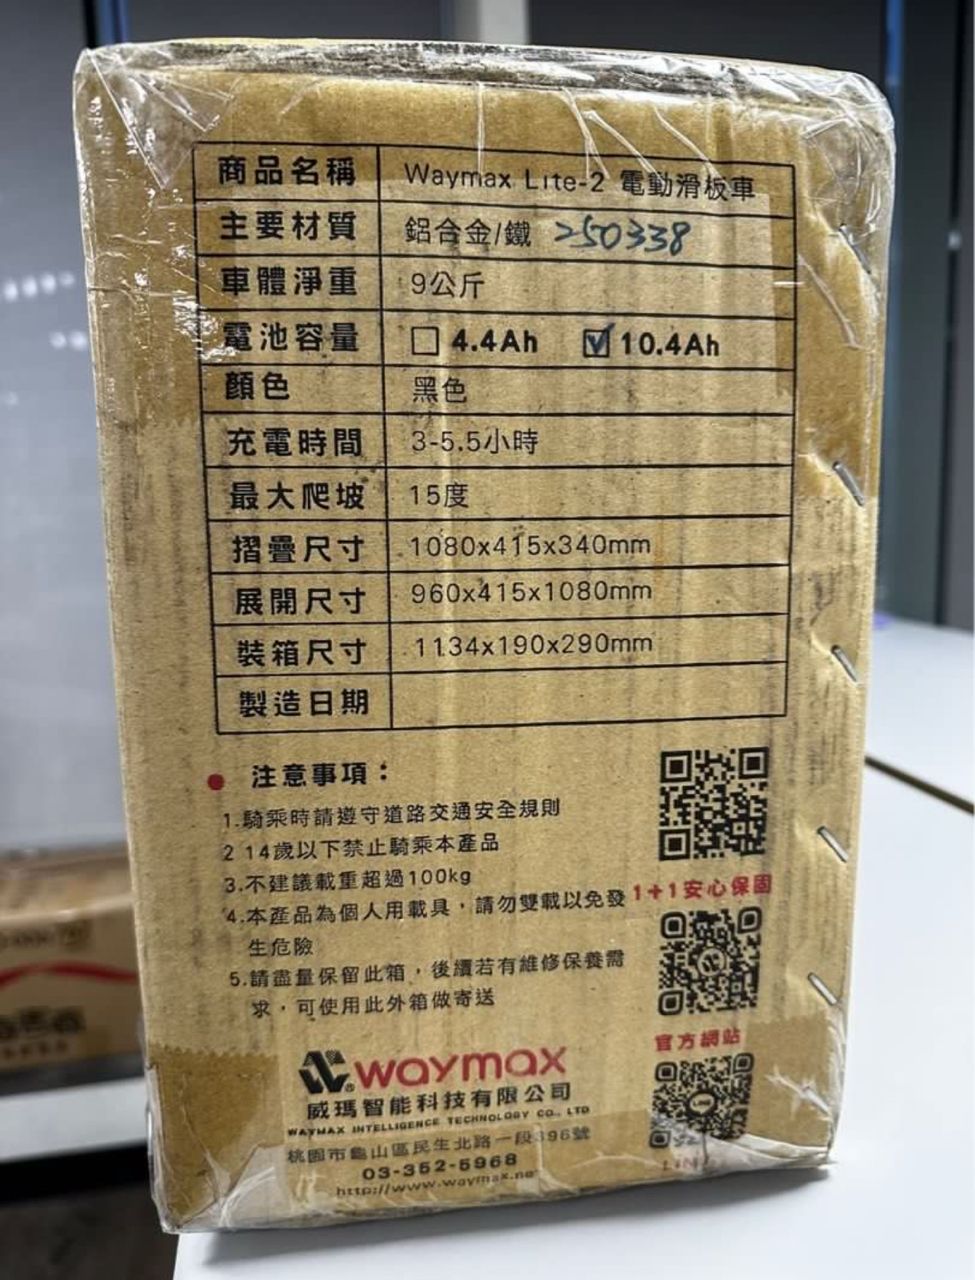 商品名稱 Waymax Lite-2 電動滑板車
主要材質 鋁合金/鐵 250338
車體淨重 9公斤
電池容量 □ 4.4Ah ☑ 10.4Ah
顏色 黑色
充電時間 3-5.5小時
最大爬坡 15度
摺疊尺寸 1080x415x340mm
展開尺寸 960x415x1080mm
裝箱尺寸 1134x190x290mm
製造日期
● 注意事項：
1.騎乘時請遵守道路交通安全規則
2 14歲以下禁止騎乘本產品
3.不建議載重超過100kg
4.本產品為個人用載具，請勿雙載以免發
生危險
5.請盡量保留此箱，後續若有維修保養需
求，可使用此外箱做寄送
1+1安心保固
官方網站
waymax
威瑪智能科技有限公司
WAYMAX INTELLIGENCE TECHNOLOGY CO., LTD
桃園市龜山區民生北路一段396號
03-352-5968
http://www.waymax.ne